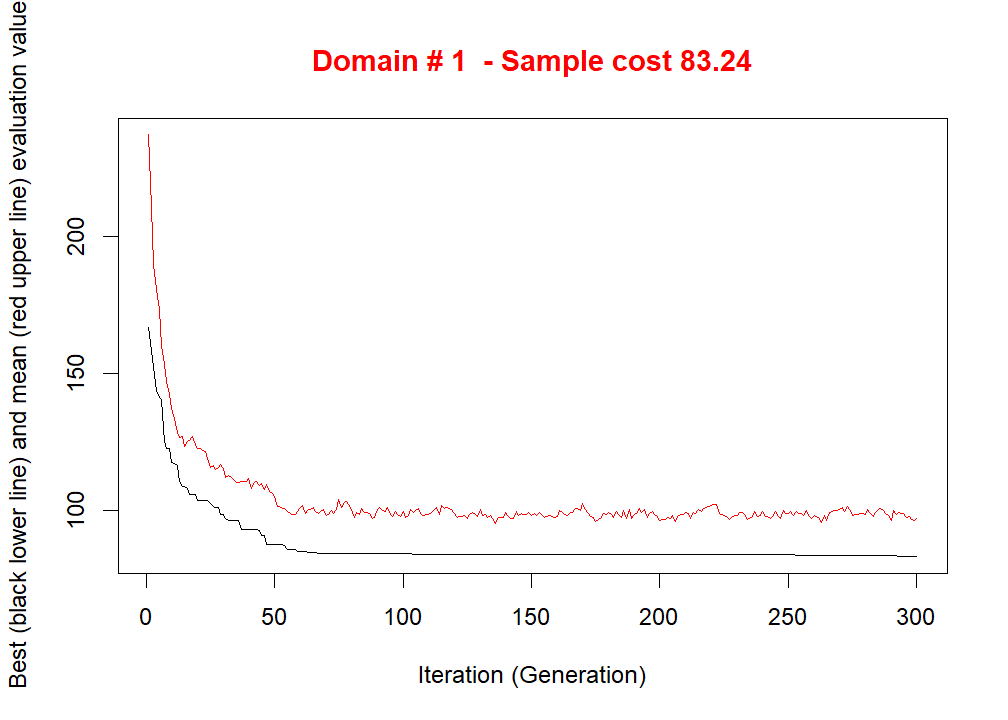 Domain # 1  - Sample cost 83.24
Best (black lower line) and mean (red upper line) evaluation value
200
150
100
0 50 100 150 200 250 300
Iteration (Generation)